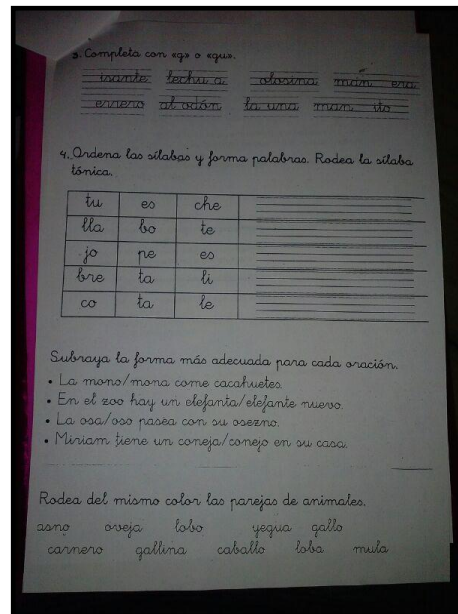 3. Completa con «g» o «gu».
isante lechu a olosina man era
errero al odón la una man ito
4. Ordena las sílabas y forma palabras. Rodea la sílaba
tónica.
tu es che
lla bo te
jo pe es
bre ta li
co ta le
Subraya la forma más adecuada para cada oración.
• La mono/mona come cacahuetes.
• En el zoo hay un elefanta/elefante nuevo.
• La osa/oso pasea con su osezno.
• Miriam tiene un coneja/conejo en su casa.
Rodea del mismo color las parejas de animales.
asno oveja lobo yegua gallo
carnero gallina caballo loba mula